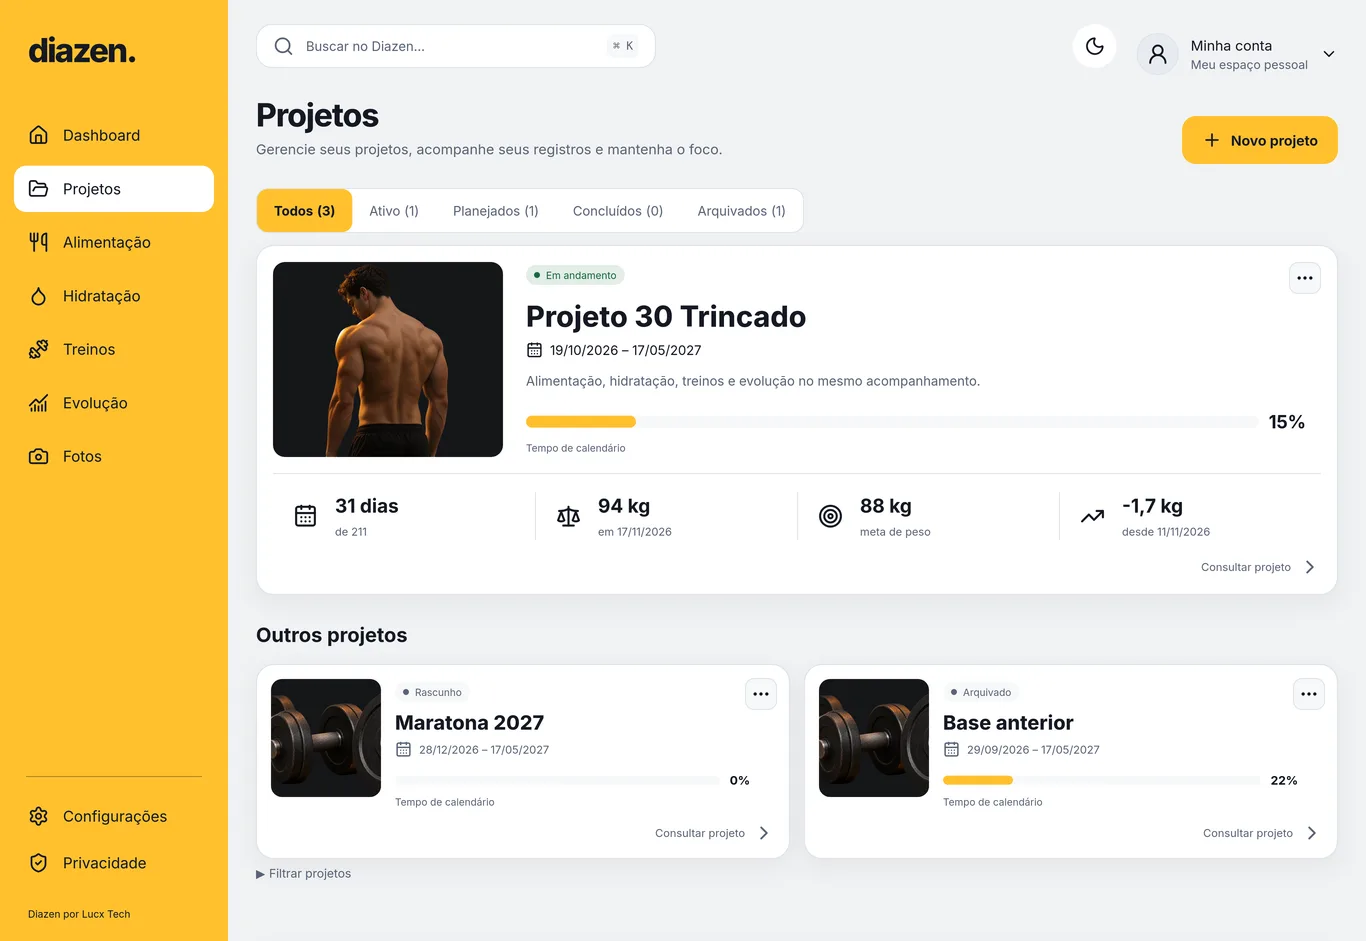 diazen.
Dashboard
Projetos
Alimentação
Hidratação
Treinos
Evolução
Fotos
Configurações
Privacidade
Diazen por Lucx Tech
Buscar no Diazen...
⌘ K
Minha conta
Meu espaço pessoal
Projetos
Gerencie seus projetos, acompanhe seus registros e mantenha o foco.
Novo projeto
Todos (3)
Ativo (1)
Planejados (1)
Concluídos (0)
Arquivados (1)
Em andamento
Projeto 30 Trincado
19/10/2026 – 17/05/2027
Alimentação, hidratação, treinos e evolução no mesmo acompanhamento.
15%
Tempo de calendário
31 dias
de 211
94 kg
em 17/11/2026
88 kg
meta de peso
-1,7 kg
desde 11/11/2026
Consultar projeto
Outros projetos
Rascunho
Maratona 2027
28/12/2026 – 17/05/2027
0%
Tempo de calendário
Consultar projeto
Arquivado
Base anterior
29/09/2026 – 17/05/2027
22%
Tempo de calendário
Consultar projeto
▶ Filtrar projetos